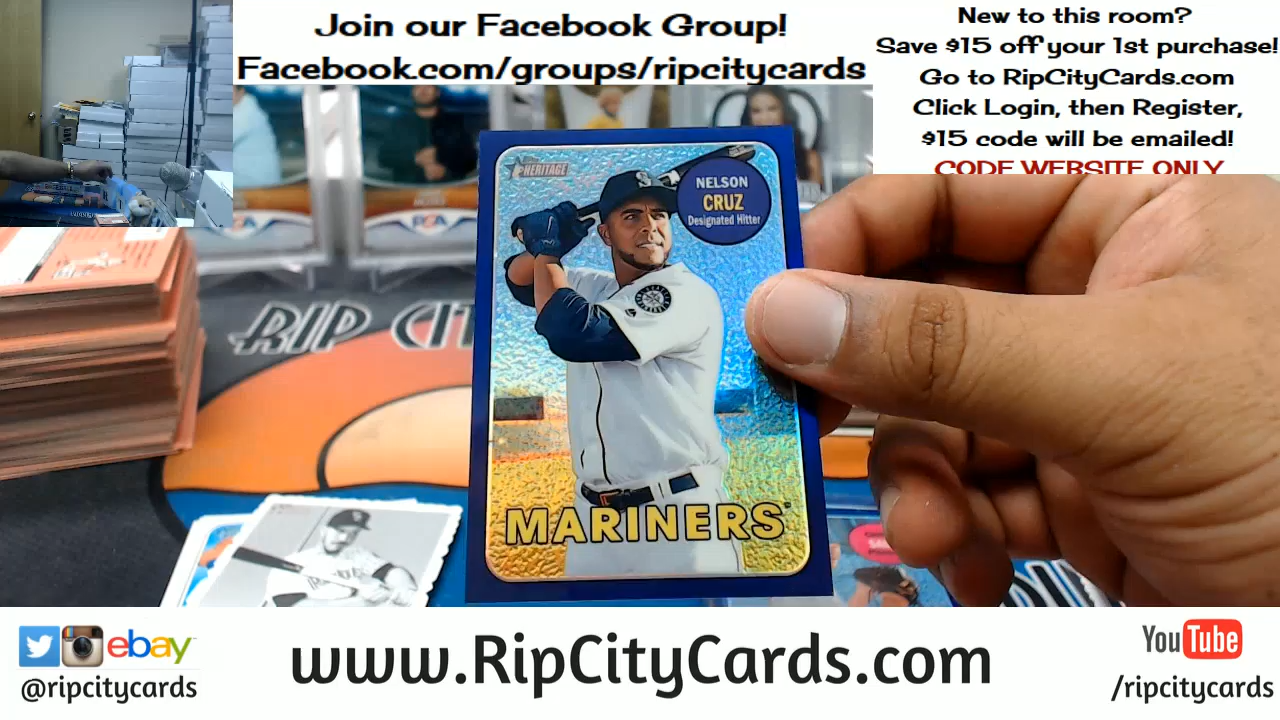 Join our Facebook Group!
Facebook.com/groups/ripcitycards
New to this room?
Save $15 off your 1st purchase!
Go to RipCityCards.com
Click Login, then Register,
$15 code will be emailed!
CODE WEBSITE ONLY
HERITAGE
NELSON
CRUZ
Designated Hitter
RIP CIT
MARINERS
ebay
@ripcitycards
www.RipCityCards.com
YouTube
/ripcitycards